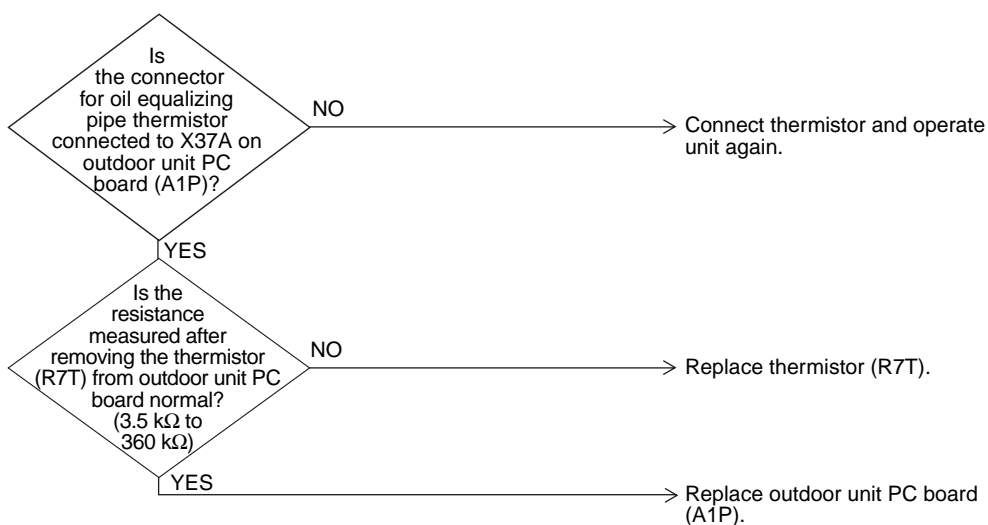 Is
the connector
for oil equalizing
pipe thermistor
connected to X37A on
outdoor unit PC
board (A1P)?
NO
Connect thermistor and operate
unit again.
YES
Is the
resistance
measured after
removing the thermistor
(R7T) from outdoor unit PC
board normal?
(3.5 kΩ to
360 kΩ)
NO
Replace thermistor (R7T).
YES
Replace outdoor unit PC board
(A1P).